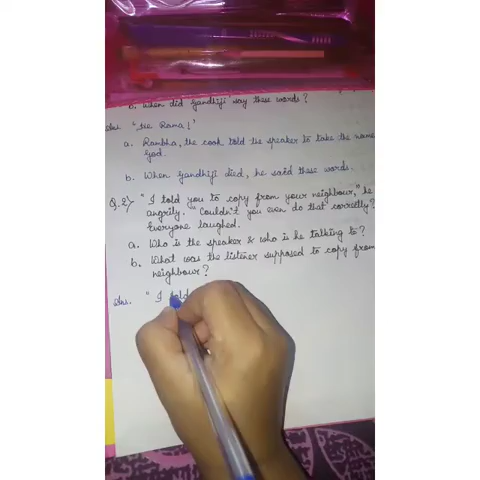 b. When did Gandhiji say these words?
Ans. "Hee Rama!"
a. Rambha, the cook told the speaker to take the name
God.
b. When Gandhiji died, he said these words.
Q.2) "I told you to copy from your neighbour," he
angrily. "Couldn't you even do that correctly?
Everyone laughed.
a. Who is the speaker & who is he talking to?
b. What was the listener supposed to copy from
neighbour?
Ans. "I told